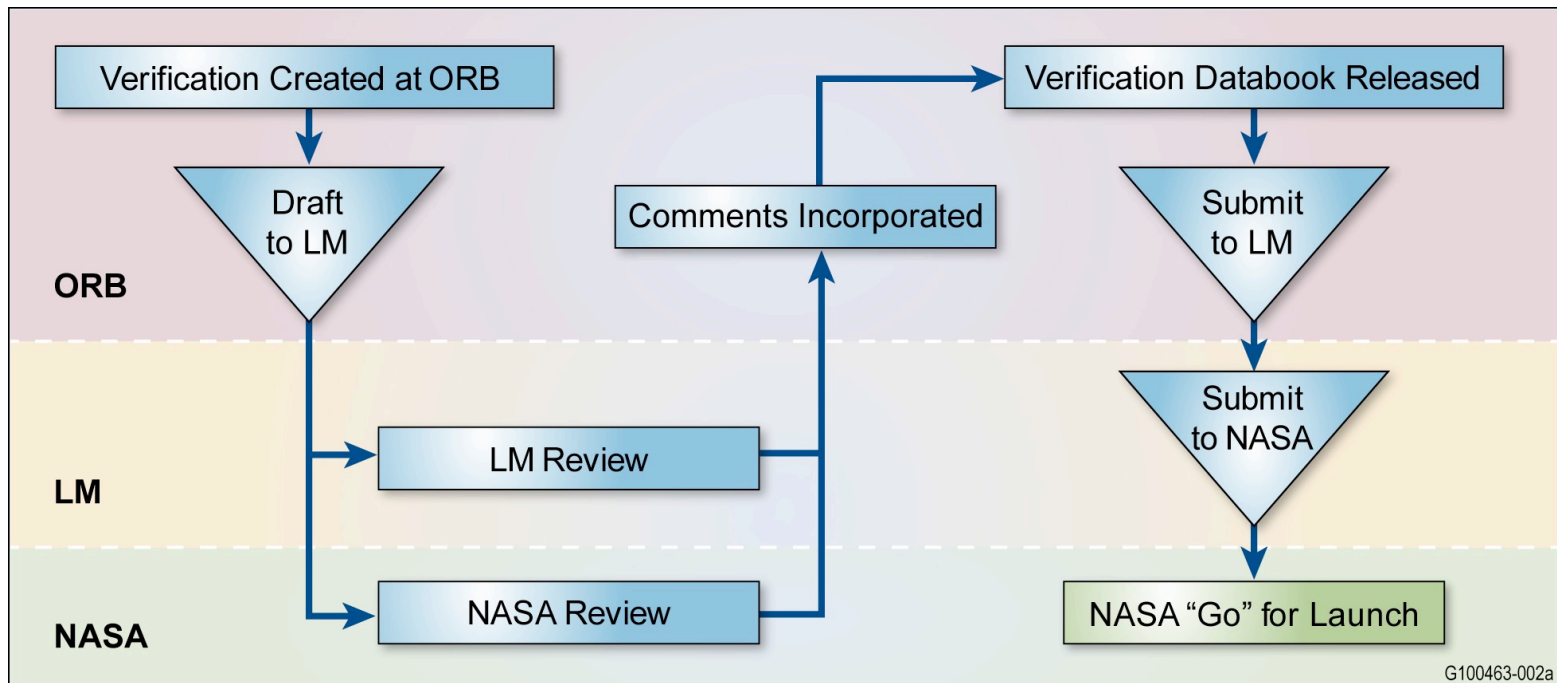 Verification Created at ORB
Draft
to LM
ORB
Comments Incorporated
Verification Databook Released
Submit
to LM
LM Review
LM
Submit
to NASA
NASA Review
NASA
NASA “Go” for Launch
G100463-002a